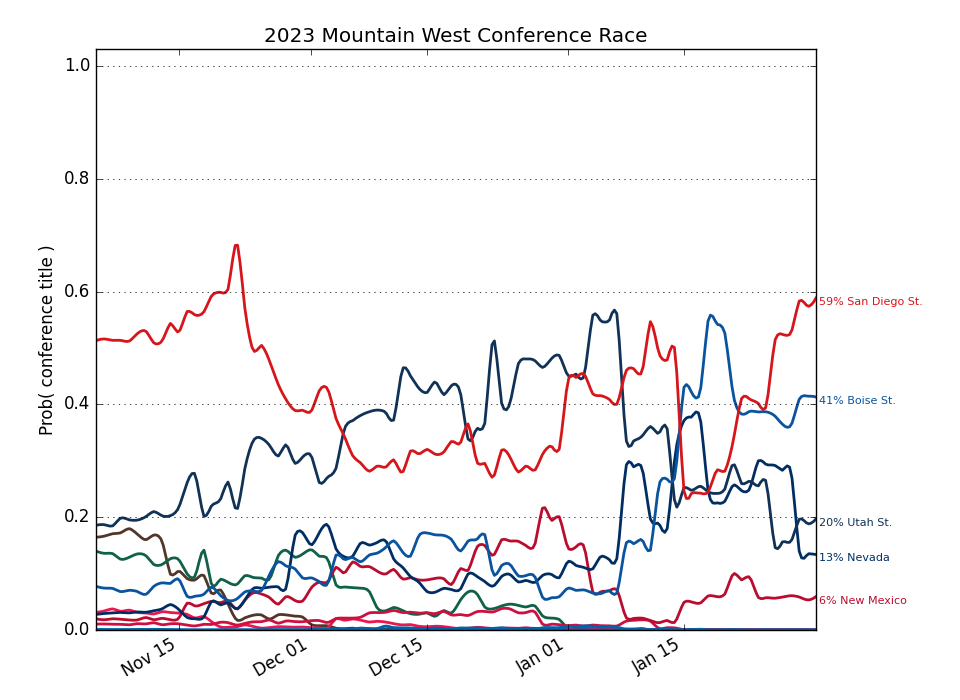 2023 Mountain West Conference Race
Prob( conference title )
1.0
0.8
0.6
0.4
0.2
0.0
59% San Diego St.
41% Boise St.
20% Utah St.
13% Nevada
6% New Mexico
Nov 15
Dec 01
Dec 15
Jan 01
Jan 15